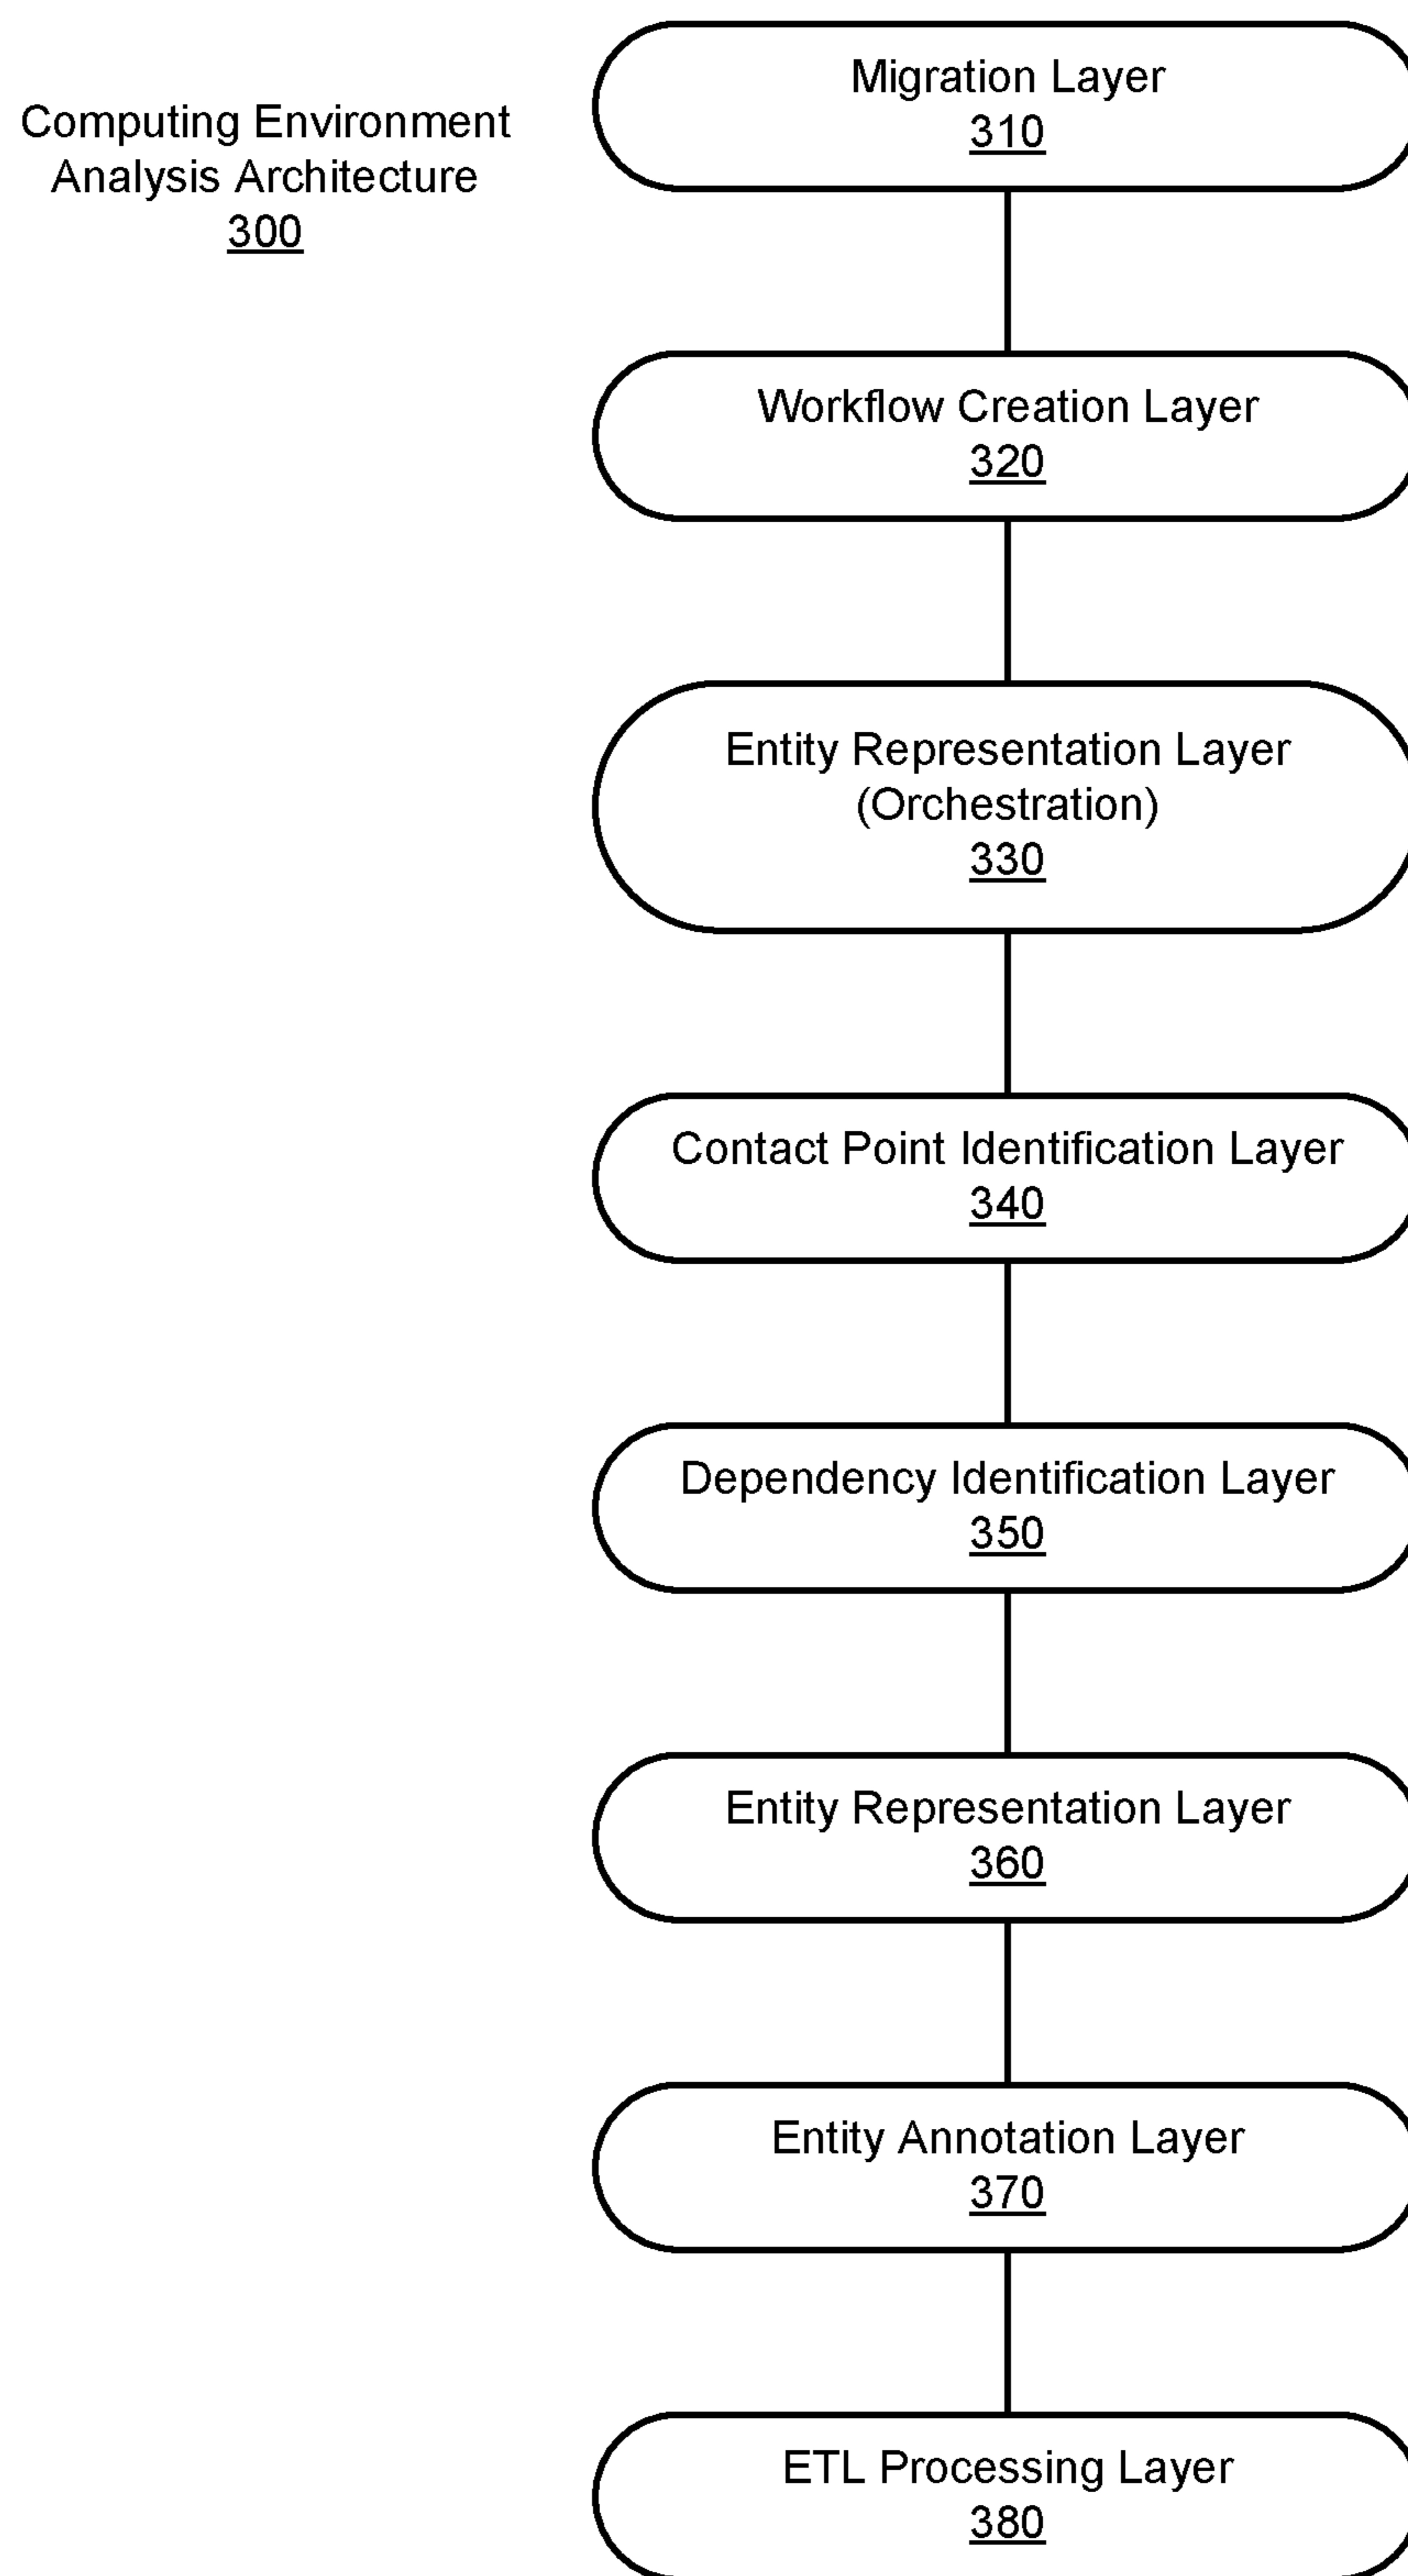 Computing Environment
Analysis Architecture
300
Migration Layer
310
Workflow Creation Layer
320
Entity Representation Layer
(Orchestration)
330
Contact Point Identification Layer
340
Dependency Identification Layer
350
Entity Representation Layer
360
Entity Annotation Layer
370
ETL Processing Layer
380